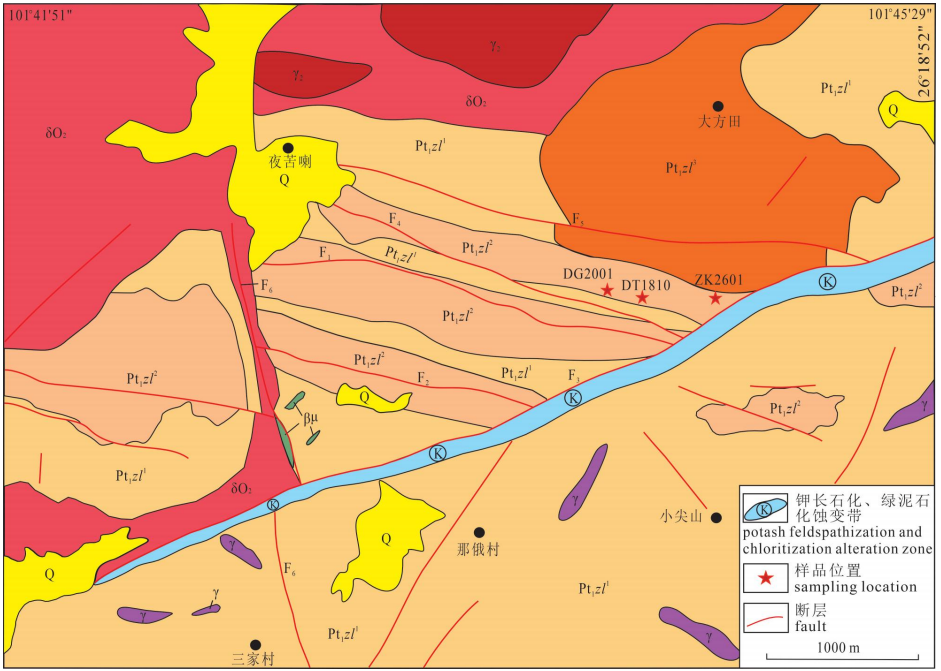 101°41′51″
101°45′29″
26°18′52″
γ₂
γ₂
δO₂
δO₂
Pt₁zl¹
Q
大方田
Pt₁zl¹
夜苦喇
Q
Pt₁zl³
F₄
F₅
Pt₁zl²
F₁
Pt₁zl¹
DG2001
DT1810
ZK2601
K
F₆
Pt₁zl²
Pt₁zl²
Pt₁zl²
Pt₁zl²
F₂
Pt₁zl¹
F₃
Q
K
Pt₁zl²
γ
βμ
K
Pt₁zl¹
δO₂
K
γ
小尖山
那俄村
Q
Q
γ
F₆
Pt₁zl¹
γ
γ
γ
Pt₁zl¹
三家村
K
钾长石化、绿泥石
化蚀变带
potash feldspathization and
chloritization alteration zone
样品位置
sampling location
断层
fault
1000 m